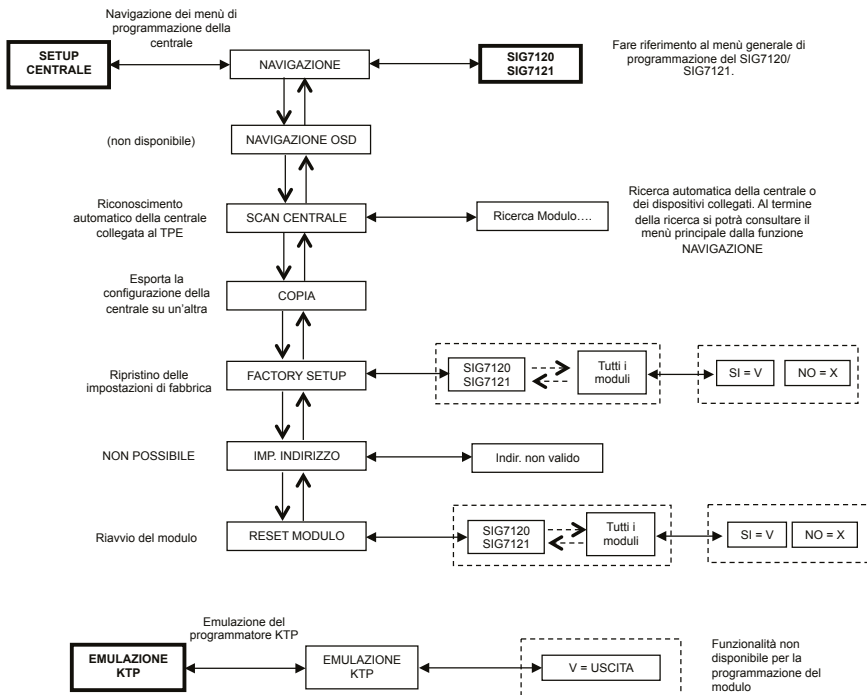 Navigazione dei menù di
programmazione della
centrale
SETUP
CENTRALE
NAVIGAZIONE
SIG7120
SIG7121
Fare riferimento al menù generale di
programmazione del SIG7120/
SIG7121.
(non disponibile)
NAVIGAZIONE OSD
Riconoscimento
automatico della centrale
collegata al TPE
SCAN CENTRALE
Ricerca Modulo....
Ricerca automatica della centrale o
dei dispositivi collegati. Al termine
della ricerca si potrà consultare il
menù principale dalla funzione
NAVIGAZIONE
Esporta la
configurazione della
centrale su un'altra
COPIA
Ripristino delle
impostazioni di fabbrica
FACTORY SETUP
SIG7120
SIG7121
Tutti i
moduli
SI = V
NO = X
NON POSSIBILE
IMP. INDIRIZZO
Indir. non valido
Riavvio del modulo
RESET MODULO
SIG7120
SIG7121
Tutti i
moduli
SI = V
NO = X
Emulazione del
programmatore KTP
EMULAZIONE
KTP
EMULAZIONE
KTP
V = USCITA
Funzionalità non
disponibile per la
programmazione del
modulo